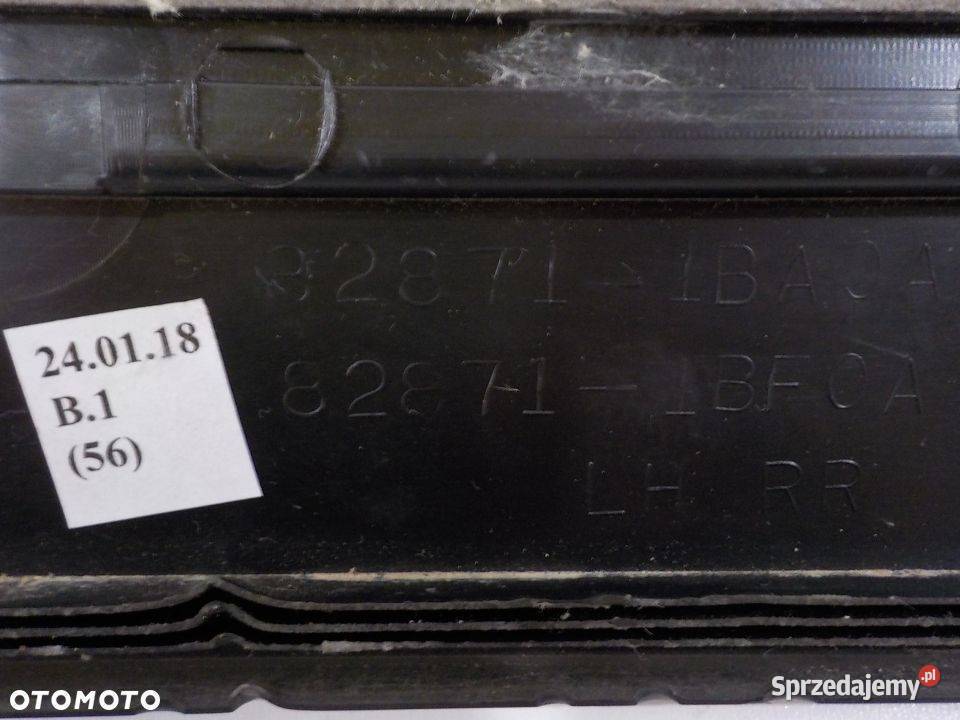 82871-1BA0A
82871-1BF0A
LH RR
24.01.18
B.1
(56)
OTOMOTO
Sprzedajemy.pl